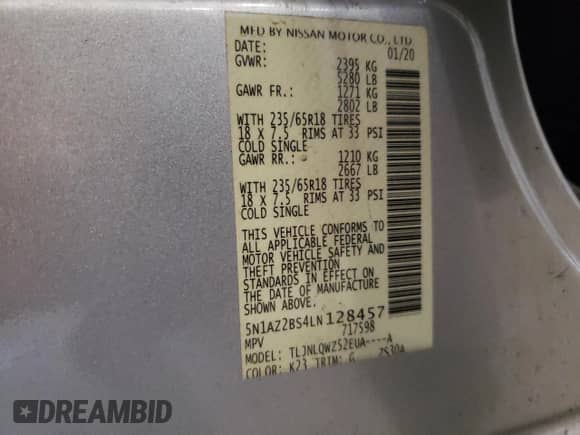 MFD BY NISSAN MOTOR CO., LTD
DATE: 01/20
GVWR: 2395 KG
5280 LB
GAWR FR.: 1271 KG
2802 LB
WITH 235/65R18 TIRES
18 X 7.5 RIMS AT 33 PSI
COLD SINGLE
GAWR RR.: 1210 KG
2667 LB
WITH 235/65R18 TIRES
18 X 7.5 RIMS AT 33 PSI
COLD SINGLE
THIS VEHICLE CONFORMS TO
ALL APPLICABLE FEDERAL
MOTOR VEHICLE SAFETY AND
THEFT PREVENTION
STANDARDS IN EFFECT ON
THE DATE OF MANUFACTURE
SHOWN ABOVE.
5N1AZ2BS4LN128457
MPV 717598
MODEL: TLJNLQWZ52EUA----A
COLOR: K23 TRIM: G ZS30A
DREAMBID